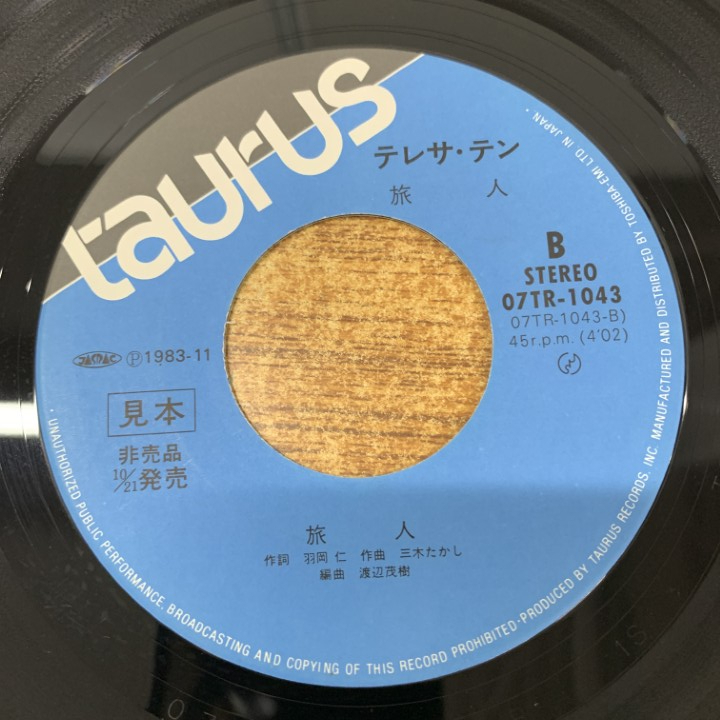 taurus
テレサ・テン
旅 人
B
STEREO
07TR-1043
07TR-1043-B)
45r.p.m. (4'02)
JASRAC Ⓟ1983-11
見本
非売品
10/21発売
旅 人
作詞 羽岡 仁 作曲 三木たかし
編曲 渡辺茂樹
・UNAUTHORIZED PUBLIC PERFORMANCE, BROADCASTING AND COPYING OF THIS RECORD PROHIBITED・PRODUCED BY TAURUS RECORDS, INC. MANUFACTURED AND DISTRIBUTED BY TOSHIBA-EMI LTD IN JAPAN・